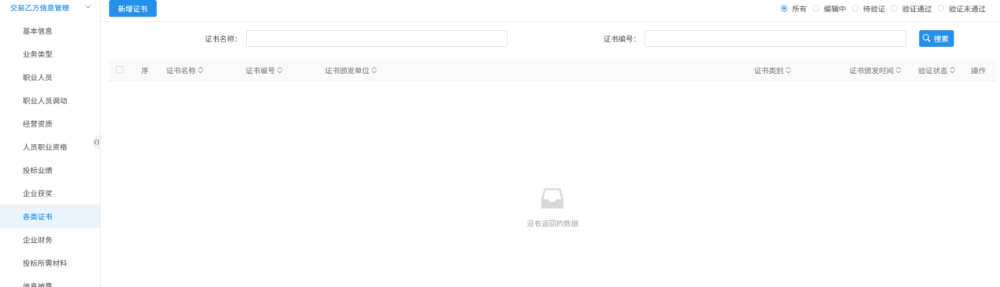 交易乙方信息管理
基本信息
业务类型
职业人员
职业人员调动
经营资质
人员职业资格
投标业绩
企业获奖
各类证书
企业财务
投标所需材料
信息披露
新增证书
所有 编辑中 待验证 验证通过 验证未通过
证书名称： 证书编号： 搜索
序 证书名称 证书编号 证书颁发单位 证书类别 证书颁发时间 验证状态 操作
没有返回的数据